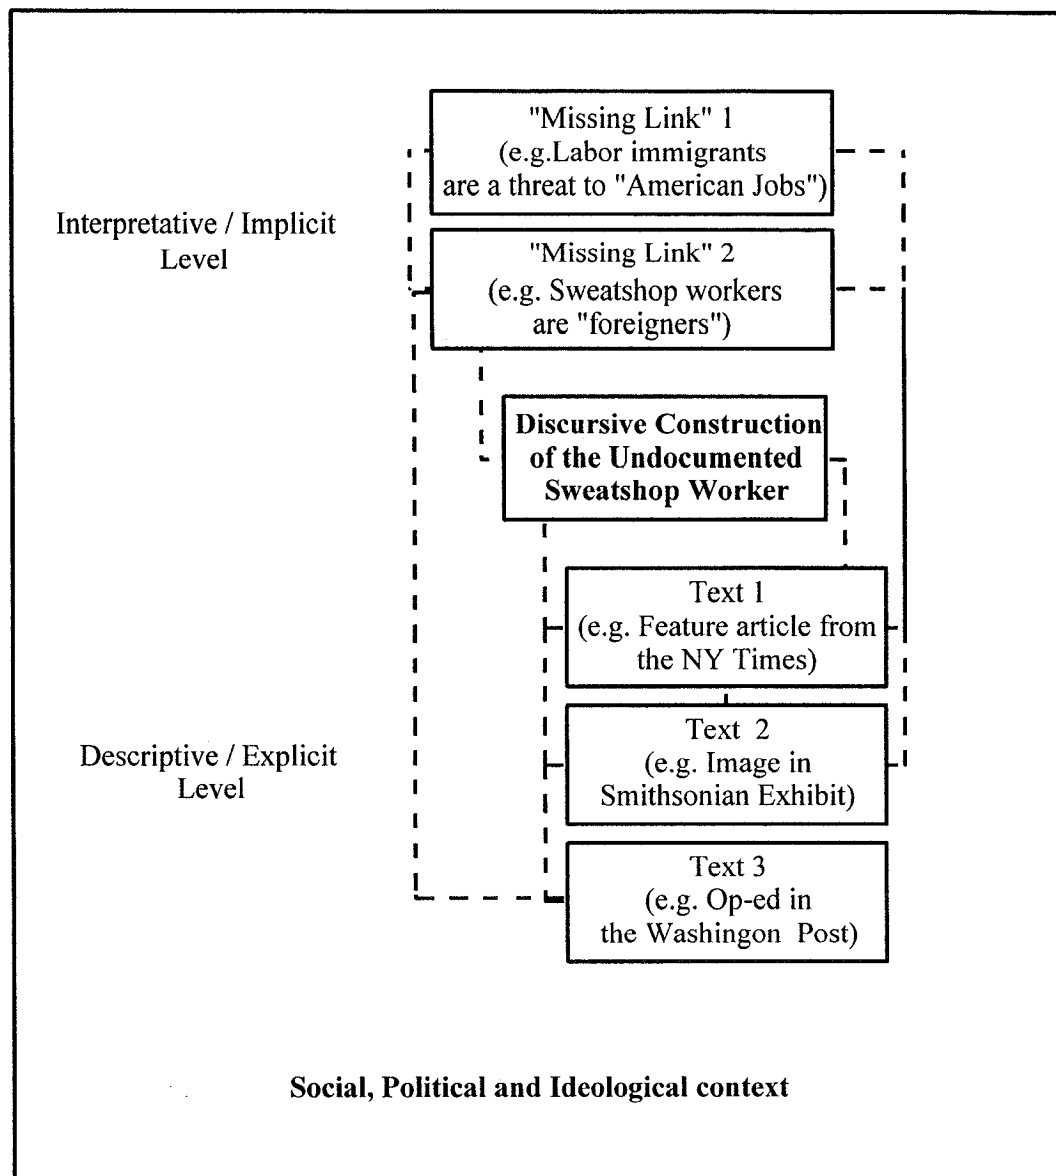 "Missing Link" 1
(e.g.Labor immigrants
are a threat to "American Jobs")
Interpretative / Implicit
Level
"Missing Link" 2
(e.g. Sweatshop workers
are "foreigners")
Discursive Construction
of the Undocumented
Sweatshop Worker
Text 1
(e.g. Feature article from
the NY Times)
Descriptive / Explicit
Level
Text 2
(e.g. Image in
Smithsonian Exhibit)
Text 3
(e.g. Op-ed in
the Washingon Post)
Social, Political and Ideological context